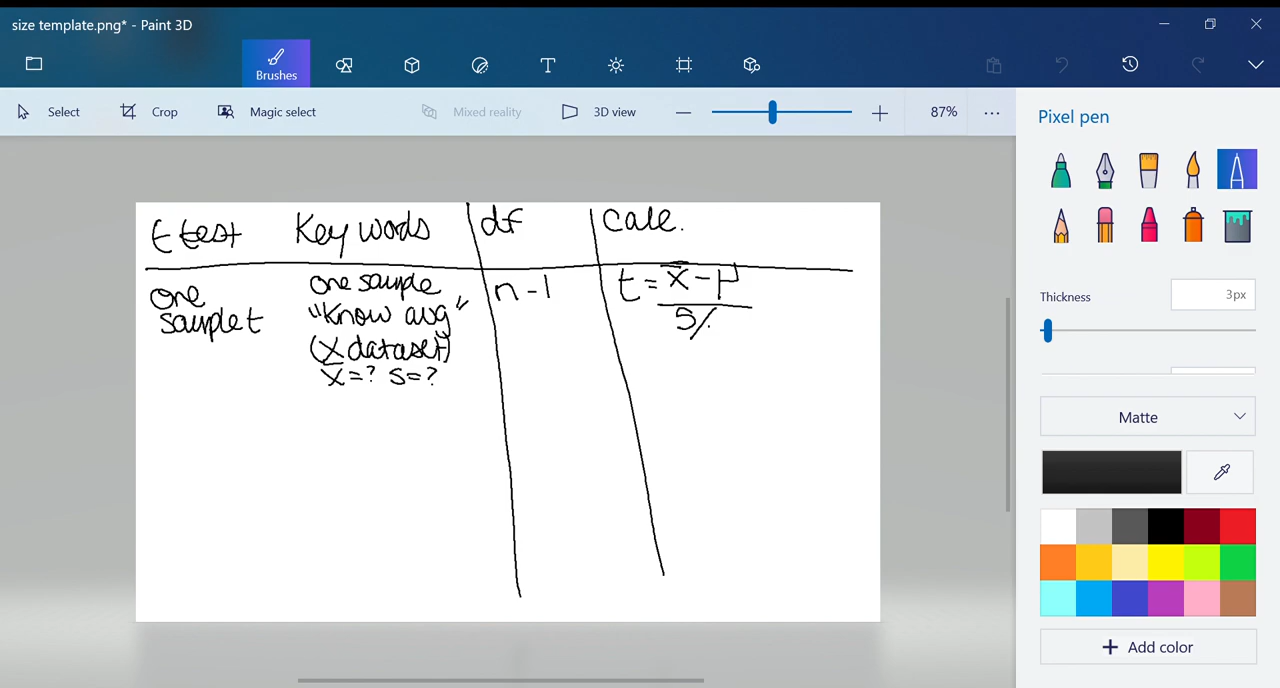 size template.png* - Paint 3D
Brushes
Select
Crop
Magic select
Mixed reality
3D view
87%
Pixel pen
Thickness
3px
Matte
Add color
t test Key words df calc.
one sample t
one sample
"Know avg"
(x dataset)
x̄=? s=?
n-1
t = x̄-μ
s/